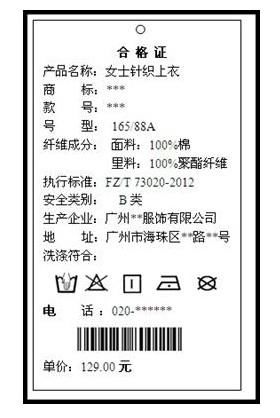 合格证
产品名称：女士针织上衣
商　　标：***
款　　号：***
号　　型：165/88A
纤维成分：面料：100%棉
里料：100%聚酯纤维
执行标准：FZ/T 73020-2012
安全类别：　B 类
生产企业：广州**服饰有限公司
地　　址：广州市海珠区**路**号
洗涤符合：
电　　话：020-******
单价：129.00 元